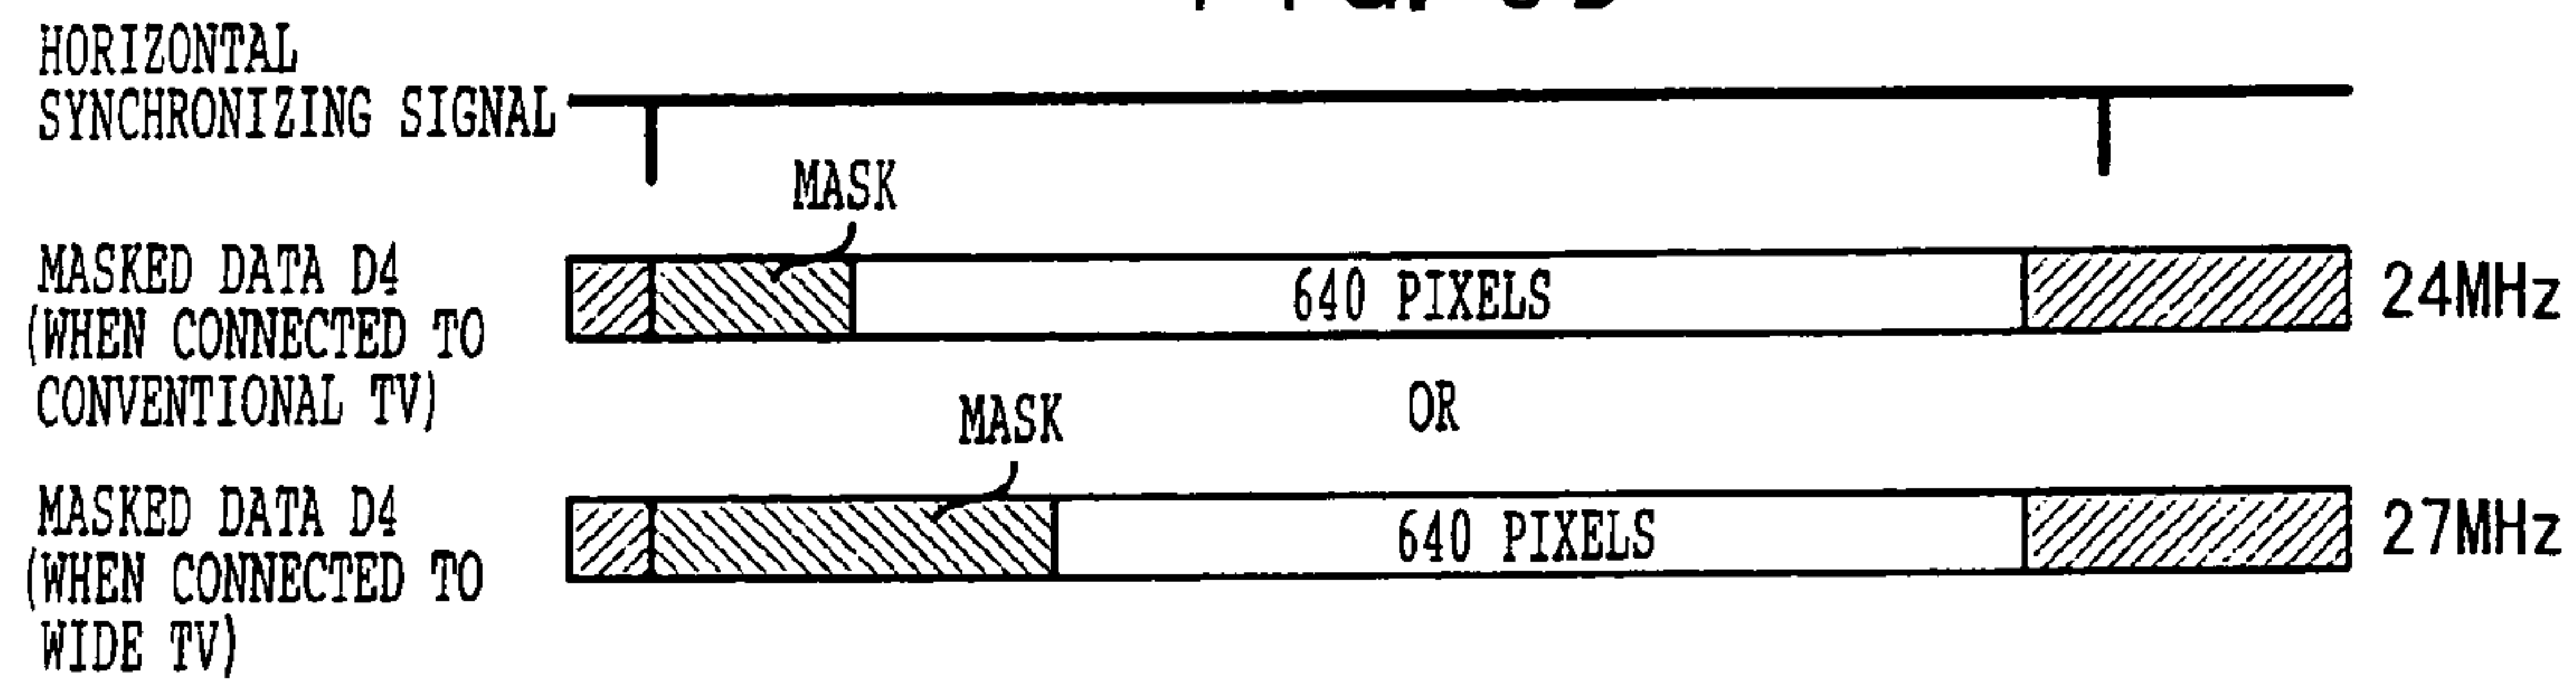 HORIZONTAL
SYNCHRONIZING SIGNAL
MASK
MASKED DATA D4
(WHEN CONNECTED TO
CONVENTIONAL TV)
640 PIXELS
24MHz
OR
MASK
MASKED DATA D4
(WHEN CONNECTED TO
WIDE TV)
640 PIXELS
27MHz